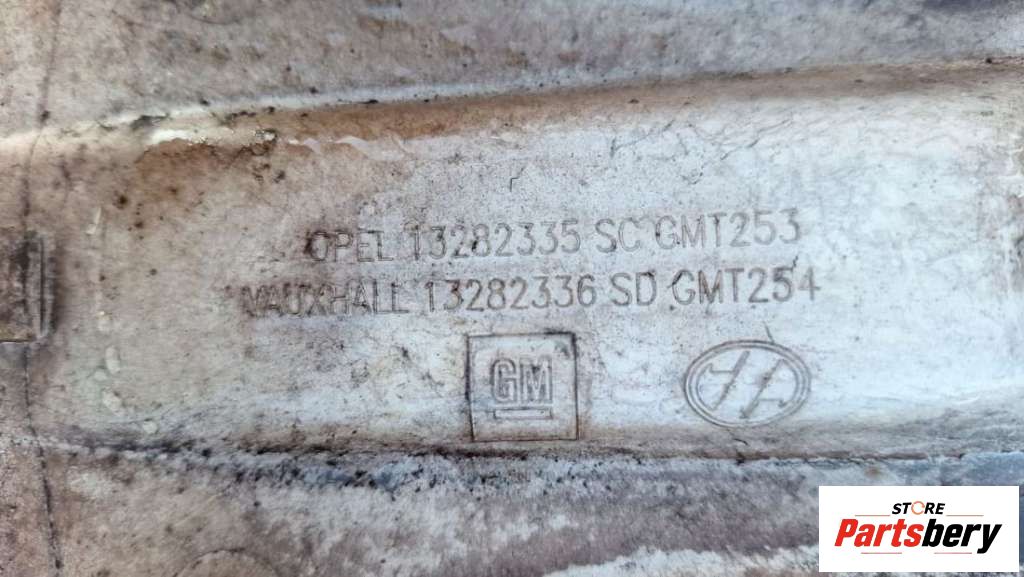 OPEL 13282335 SC GMT253
VAUXHALL 13282336 SD GMT254
GM
STORE
Partsbery